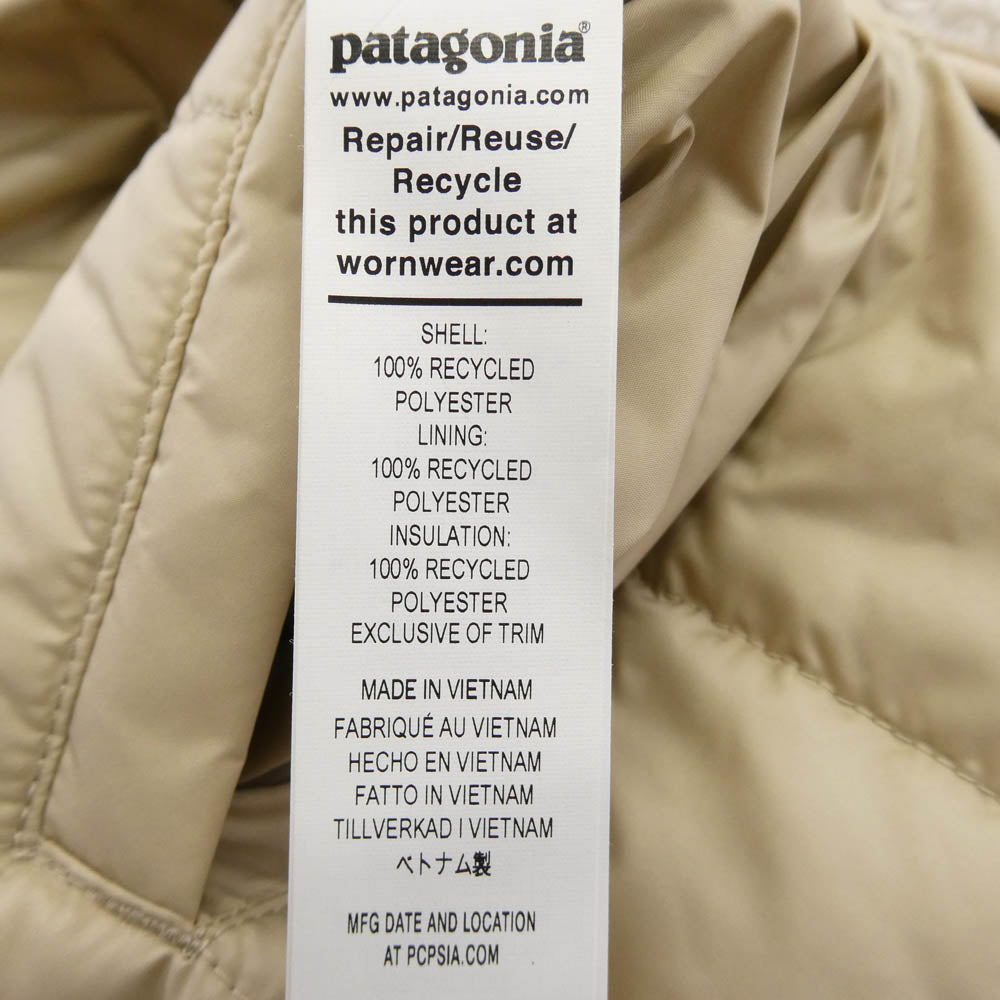 patagonia®
www.patagonia.com
Repair/Reuse/
Recycle
this product at
wornwear.com
SHELL:
100% RECYCLED
POLYESTER
LINING:
100% RECYCLED
POLYESTER
INSULATION:
100% RECYCLED
POLYESTER
EXCLUSIVE OF TRIM
MADE IN VIETNAM
FABRIQUÉ AU VIETNAM
HECHO EN VIETNAM
FATTO IN VIETNAM
TILLVERKAD I VIETNAM
ベトナム製
MFG DATE AND LOCATION
AT PCPSIA.COM